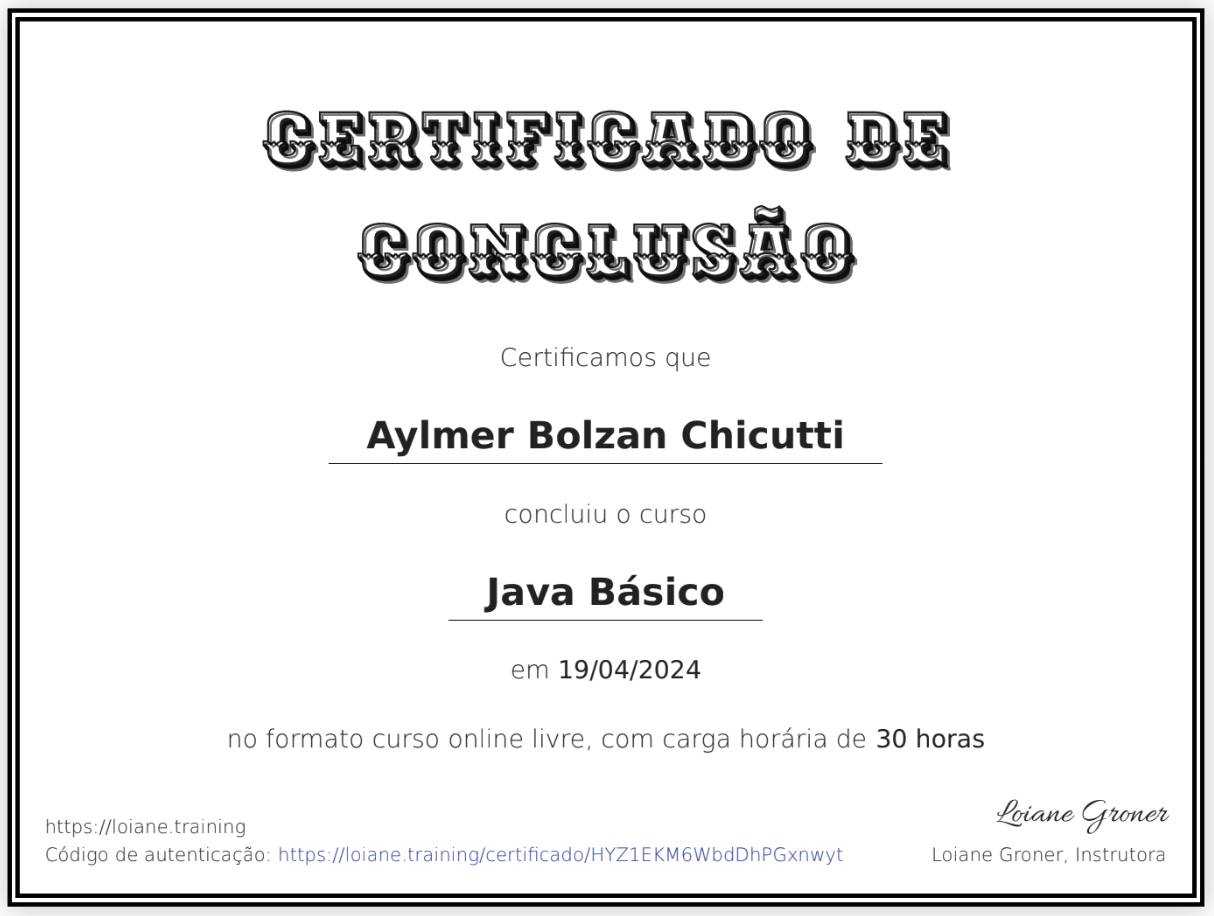 CERTIFICADO DE
CONCLUSÃO
Certificamos que
Aylmer Bolzan Chicutti
concluiu o curso
Java Básico
em 19/04/2024
no formato curso online livre, com carga horária de 30 horas
Loiane Groner
https://loiane.training
Código de autenticação: https://loiane.training/certificado/HYZ1EKM6WbdDhPGxnwyt
Loiane Groner, Instrutora